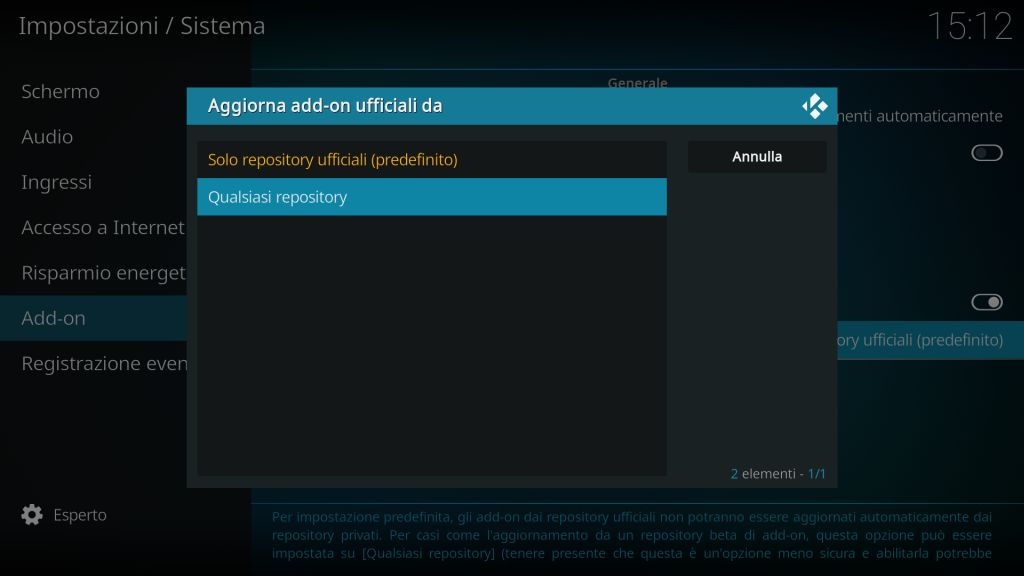 Impostazioni / Sistema
15:12
Schermo
Audio
Ingressi
Accesso a Internet
Risparmio energet
Add-on
Registrazione even
Esperto
Generale
menti automaticamente
ory ufficiali (predefinito)
Aggiorna add-on ufficiali da
Solo repository ufficiali (predefinito)
Qualsiasi repository
Annulla
2 elementi - 1/1
Per impostazione predefinita, gli add-on dai repository ufficiali non potranno essere aggiornati automaticamente dai
repository privati. Per casi come l'aggiornamento da un repository beta di add-on, questa opzione può essere
impostata su [Qualsiasi repository] (tenere presente che questa è un'opzione meno sicura e abilitarla potrebbe